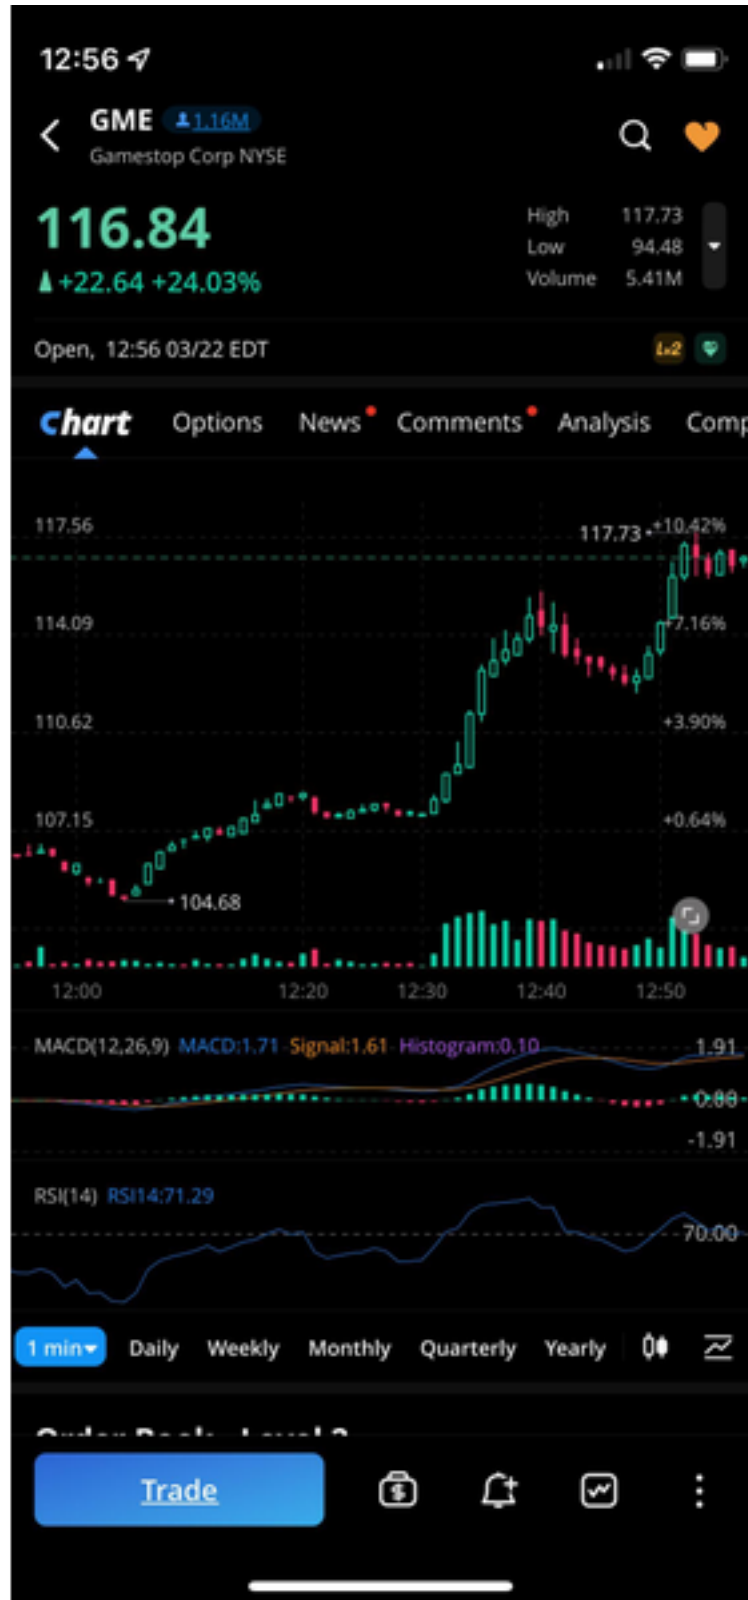 12:56
GME 1.16M
Gamestop Corp NYSE
116.84
+22.64 +24.03%
High 117.73
Low 94.48
Volume 5.41M
Open, 12:56 03/22 EDT
Lv2
Chart Options News Comments Analysis Comp
117.56
117.73
+10.42%
114.09
+7.16%
110.62
+3.90%
107.15
+0.64%
104.68
12:00 12:20 12:30 12:40 12:50
MACD(12,26,9) MACD:1.71 Signal:1.61 Histogram:0.10
1.91
0.00
-1.91
RSI(14) RSI14:71.29
70.00
1 min Daily Weekly Monthly Quarterly Yearly
Trade